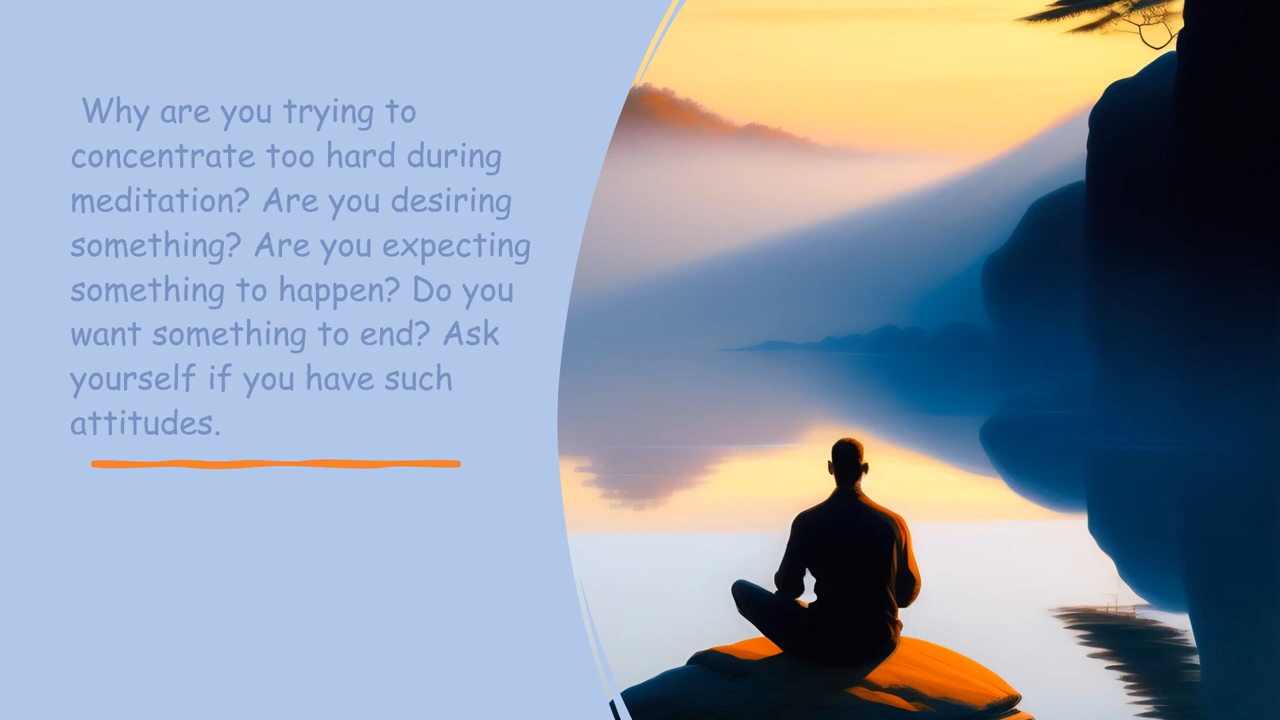 Why are you trying to
concentrate too hard during
meditation? Are you desiring
something? Are you expecting
something to happen? Do you
want something to end? Ask
yourself if you have such
attitudes.